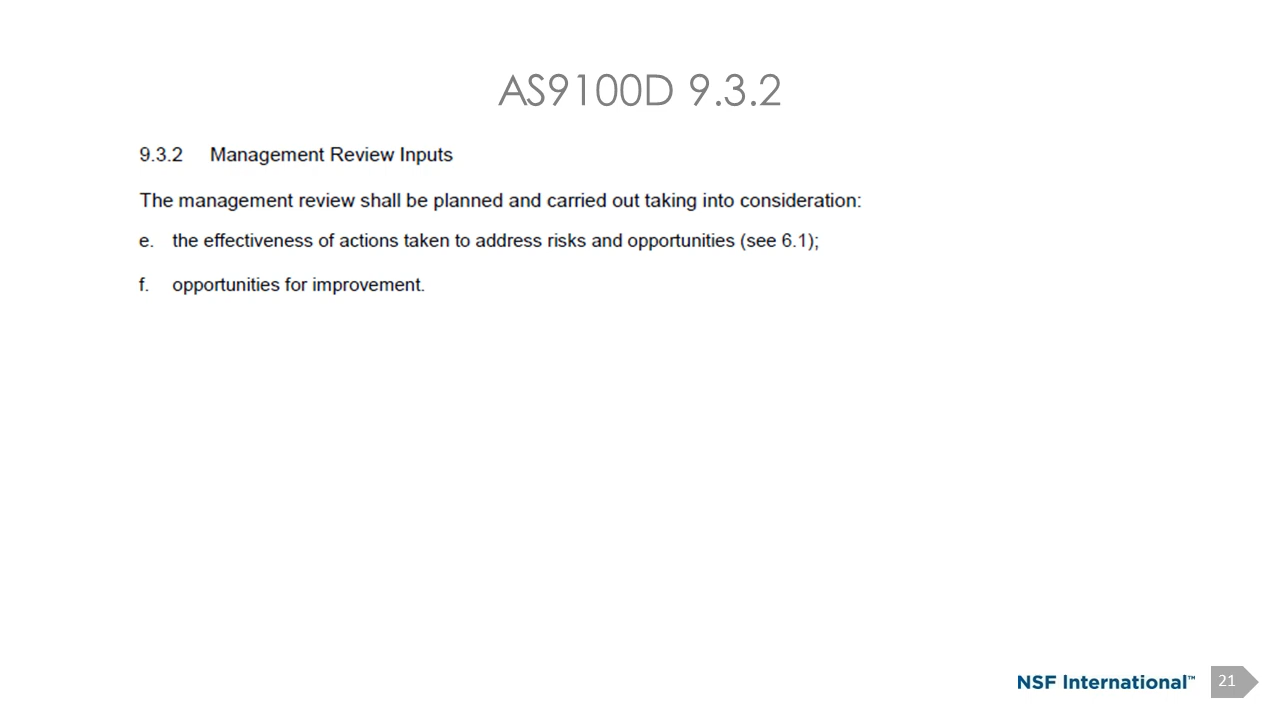 AS9100D 9.3.2
9.3.2 Management Review Inputs
The management review shall be planned and carried out taking into consideration:
e. the effectiveness of actions taken to address risks and opportunities (see 6.1);
f. opportunities for improvement.
NSF International™ 21